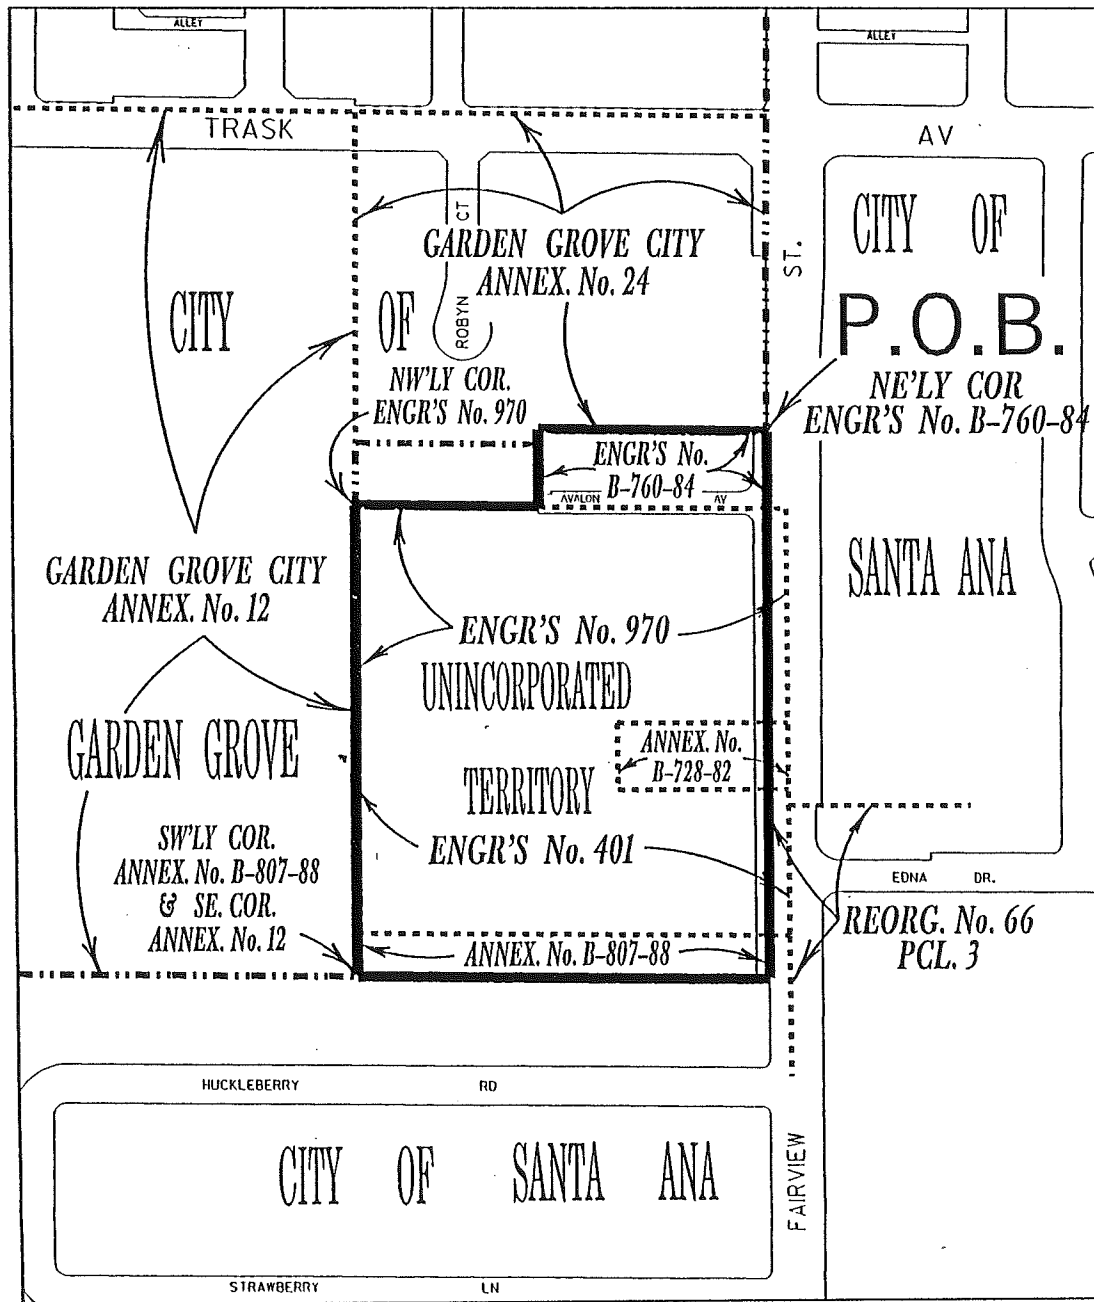 ALLEY
ALLEY
TRASK
AV
CT
ROBYN
ST.
CITY OF
GARDEN GROVE CITY
ANNEX. No. 24
CITY
OF
P.O.B.
NE'LY COR
ENGR'S No. B-760-84
NW'LY COR.
ENGR'S No. 970
ENGR'S No.
B-760-84
AVALON AV
GARDEN GROVE CITY
ANNEX. No. 12
SANTA ANA
ENGR'S No. 970
UNINCORPORATED
GARDEN GROVE
ANNEX. No.
B-728-82
TERRITORY
SW'LY COR.
ANNEX. No. B-807-88
& SE. COR.
ANNEX. No. 12
ENGR'S No. 401
EDNA DR.
REORG. No. 66
PCL. 3
ANNEX. No. B-807-88
HUCKLEBERRY RD
CITY OF SANTA ANA
FAIRVIEW
STRAWBERRY LN